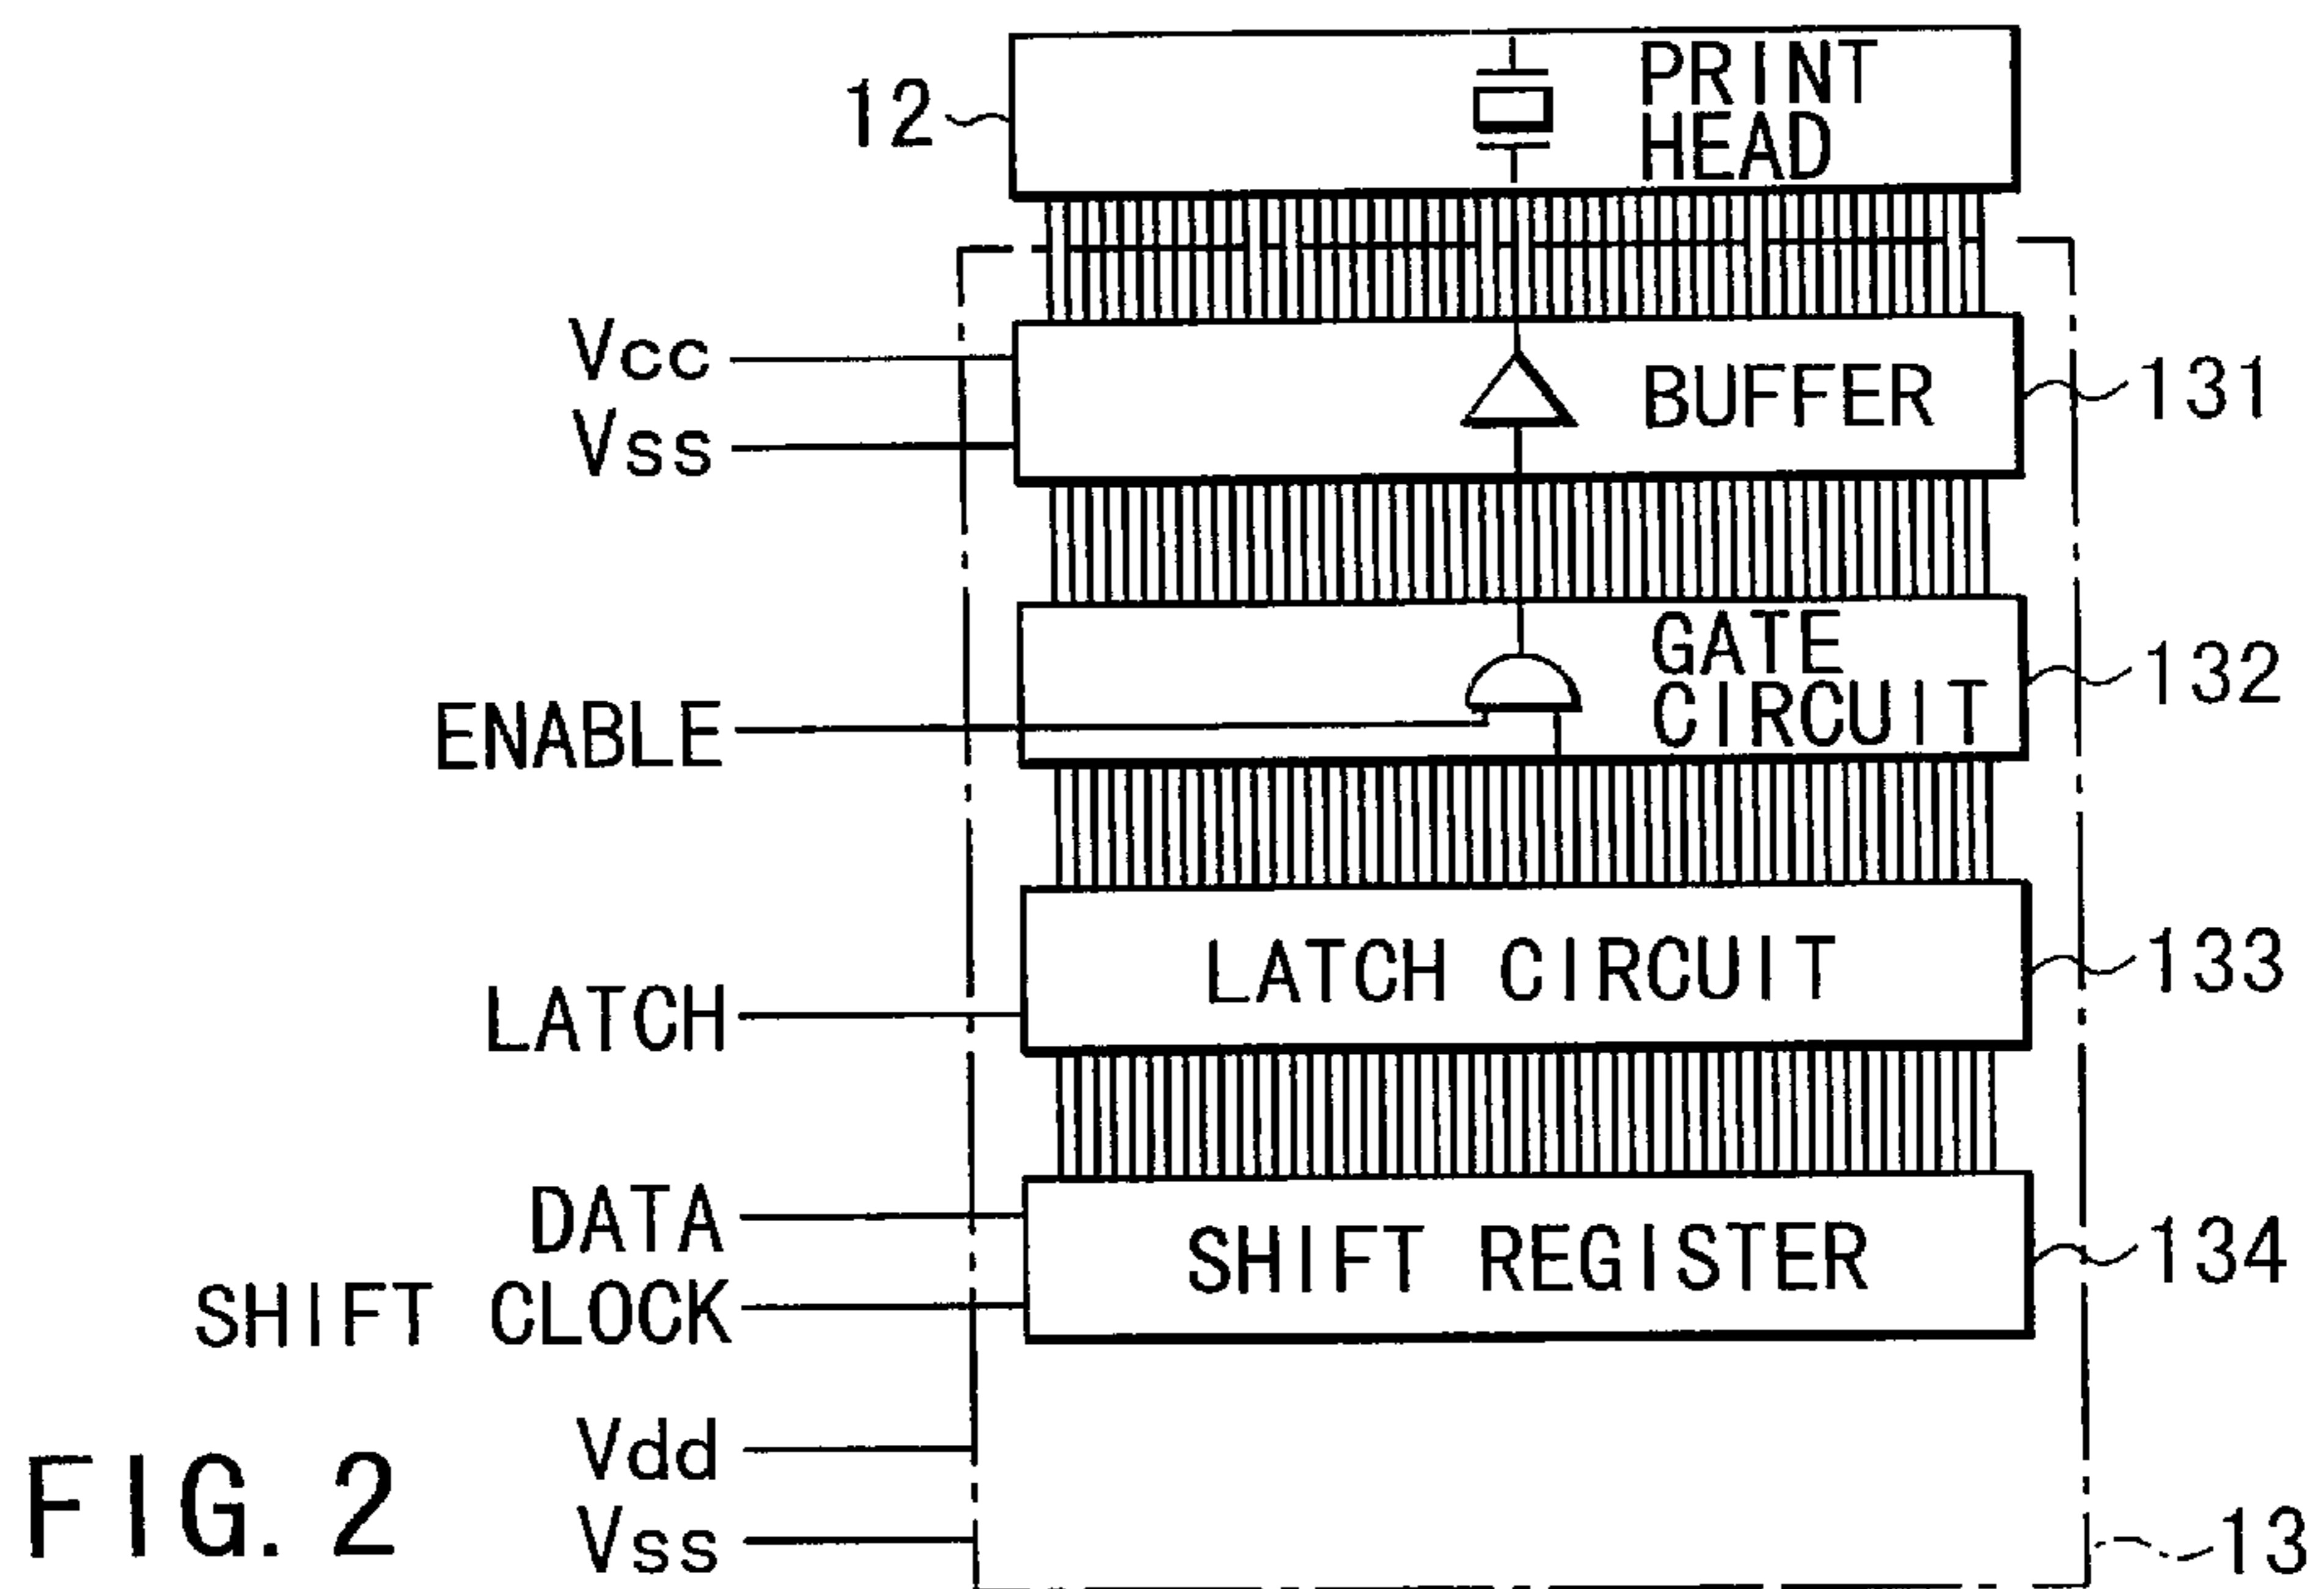 12
PRINT
HEAD
Vcc
Vss
BUFFER
131
ENABLE
GATE
CIRCUIT
132
LATCH
LATCH CIRCUIT
133
DATA
SHIFT CLOCK
SHIFT REGISTER
134
Vdd
Vss
13
FIG. 2